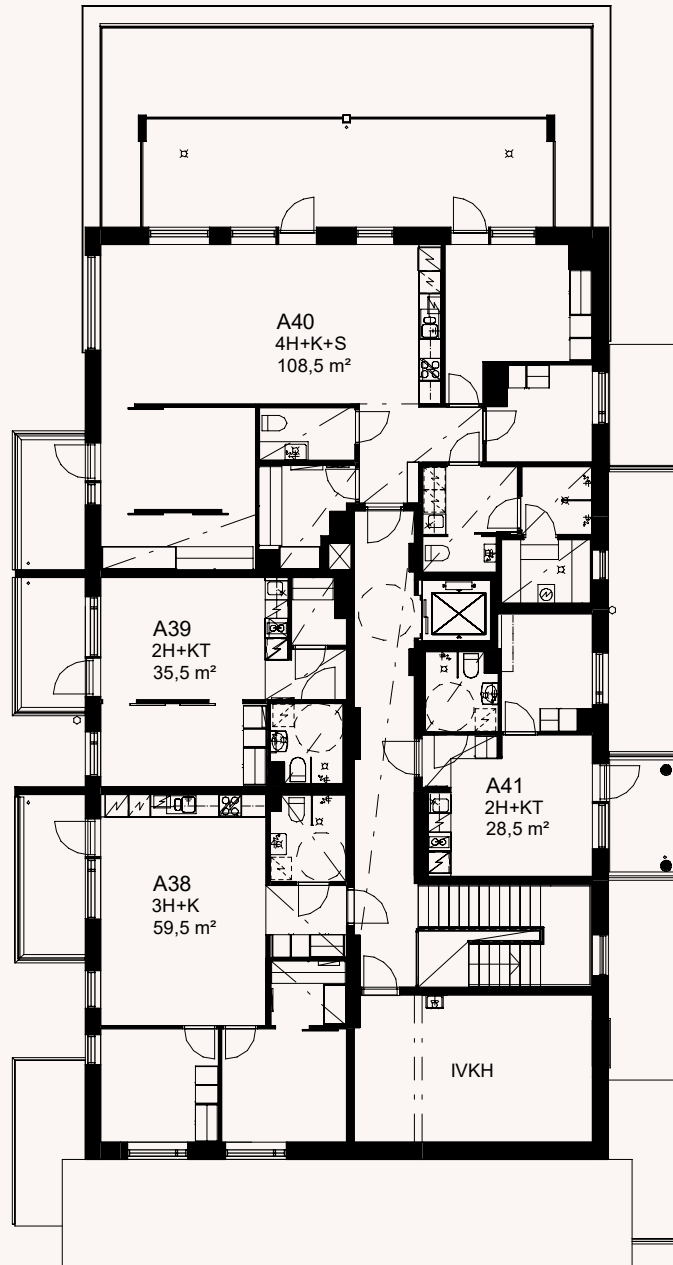 A40
4H+K+S
108,5 m²
A39
2H+KT
35,5 m²
A41
2H+KT
28,5 m²
A38
3H+K
59,5 m²
IVKH